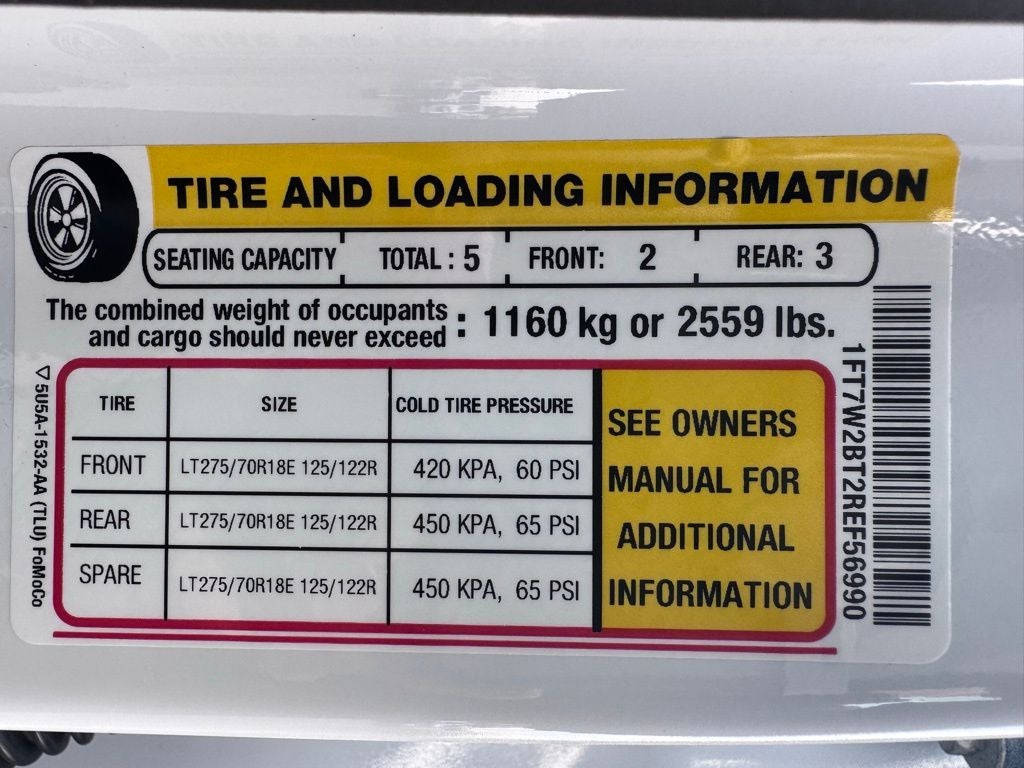 TIRE AND LOADING INFORMATION
SEATING CAPACITY TOTAL : 5 FRONT: 2 REAR: 3
The combined weight of occupants
and cargo should never exceed : 1160 kg or 2559 lbs.
TIRE SIZE COLD TIRE PRESSURE
FRONT LT275/70R18E 125/122R 420 KPA, 60 PSI
REAR LT275/70R18E 125/122R 450 KPA, 65 PSI
SPARE LT275/70R18E 125/122R 450 KPA, 65 PSI
SEE OWNERS
MANUAL FOR
ADDITIONAL
INFORMATION
1FT7W2BT2REF56990
5U5A-1532-AA (TLU) FoMoCo